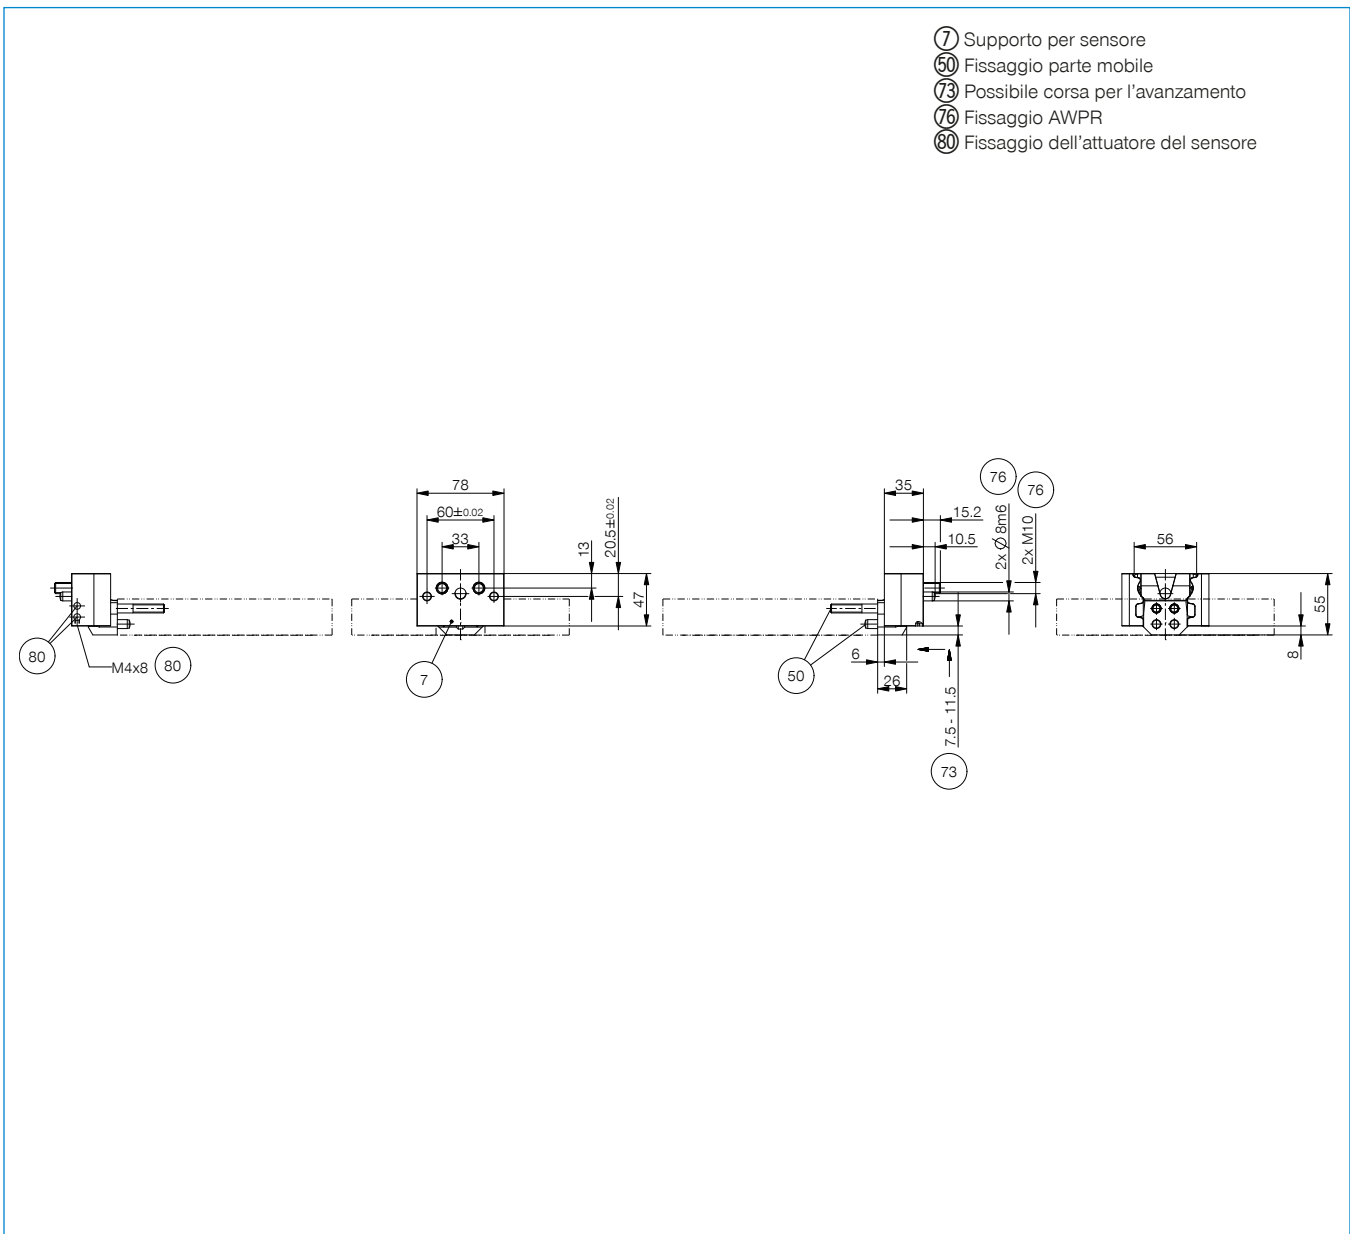 7 Supporto per sensore
50 Fissaggio parte mobile
73 Possibile corsa per l'avanzamento
76 Fissaggio AWPR
80 Fissaggio dell'attuatore del sensore
80
M4x8 80
78
60±0.02
33
13
20.5±0.02
47
7
35
15.2
10.5
76
76
2x Ø 8m6
2x M10
50
6
26
7.5 - 11.5
73
56
55
8